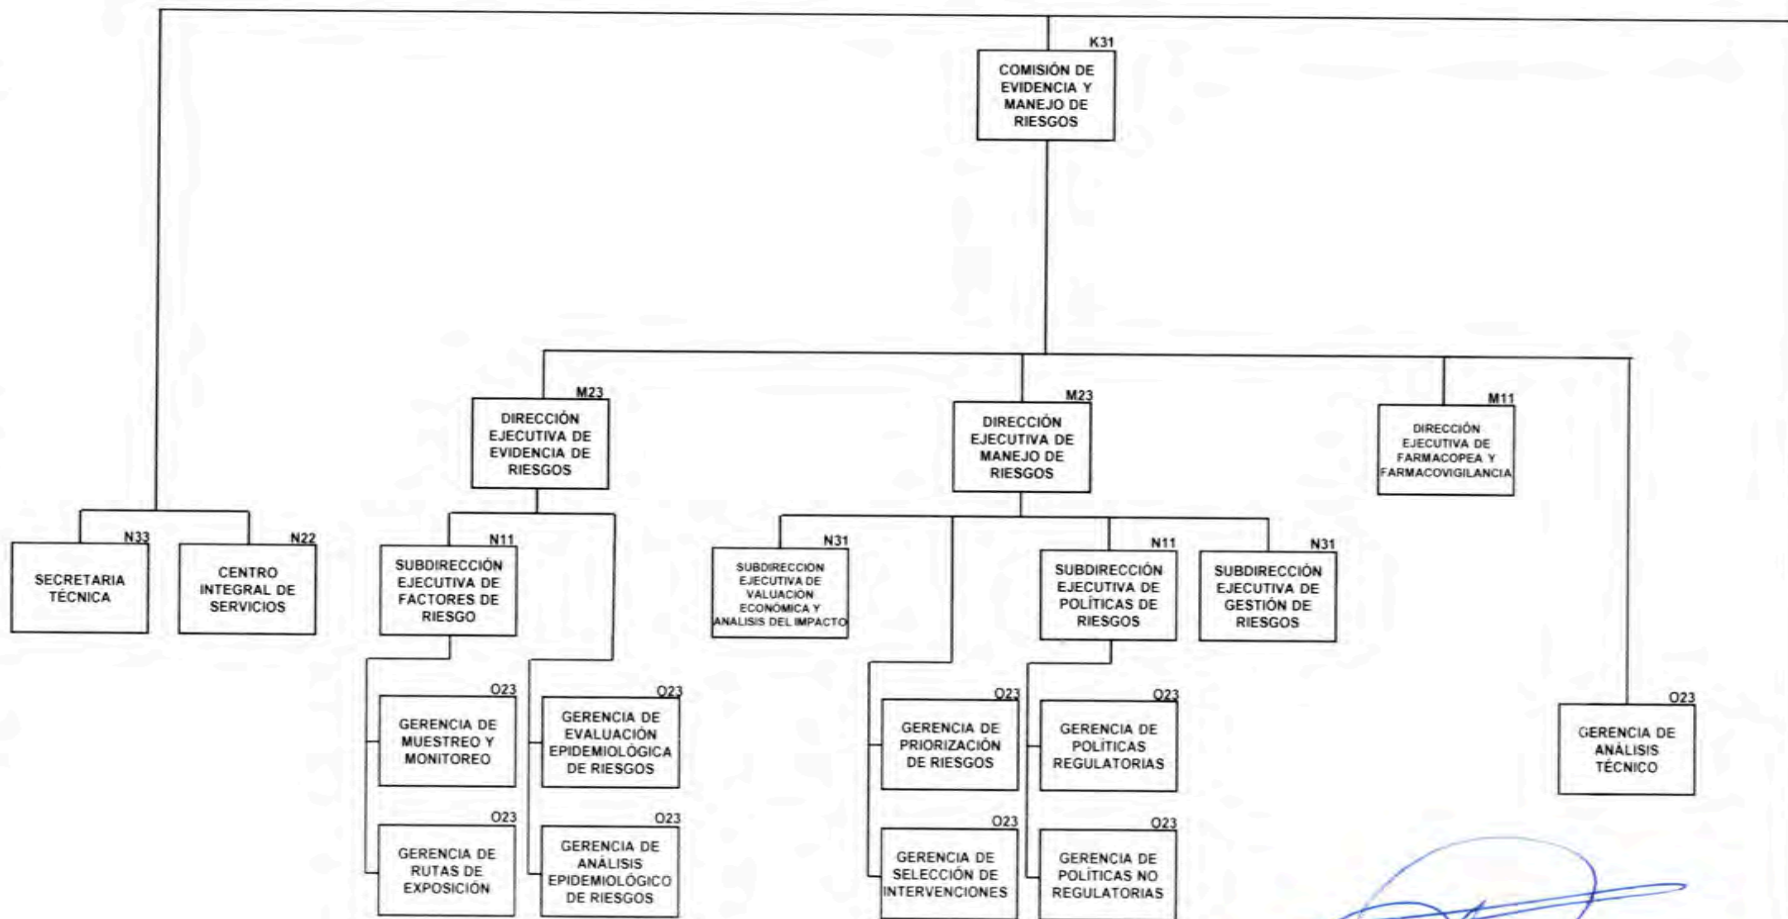 K31
COMISIÓN DE
EVIDENCIA Y
MANEJO DE
RIESGOS
M23
DIRECCIÓN
EJECUTIVA DE
EVIDENCIA DE
RIESGOS
M23
DIRECCIÓN
EJECUTIVA DE
MANEJO DE
RIESGOS
M11
DIRECCIÓN
EJECUTIVA DE
FARMACOPEA Y
FARMACOVIGILANCIA
N33
SECRETARIA
TÉCNICA
N22
CENTRO
INTEGRAL DE
SERVICIOS
N11
SUBDIRECCIÓN
EJECUTIVA DE
FACTORES DE
RIESGO
N31
SUBDIRECCION
EJECUTIVA DE
VALUACIÓN
ECONÓMICA Y
ANALISIS DEL IMPACTO
N11
SUBDIRECCIÓN
EJECUTIVA DE
POLÍTICAS DE
RIESGOS
N31
SUBDIRECCIÓN
EJECUTIVA DE
GESTIÓN DE
RIESGOS
O23
GERENCIA DE
MUESTREO Y
MONITOREO
O23
GERENCIA DE
EVALUACIÓN
EPIDEMIOLÓGICA
DE RIESGOS
O23
GERENCIA DE
PRIORIZACIÓN
DE RIESGOS
O23
GERENCIA DE
POLÍTICAS
REGULATORIAS
O23
GERENCIA DE
ANÁLISIS
TÉCNICO
O23
GERENCIA DE
RUTAS DE
EXPOSICIÓN
O23
GERENCIA DE
ANÁLISIS
EPIDEMIOLÓGICO
DE RIESGOS
O23
GERENCIA DE
SELECCIÓN DE
INTERVENCIONES
O23
GERENCIA DE
POLÍTICAS NO
REGULATORIAS